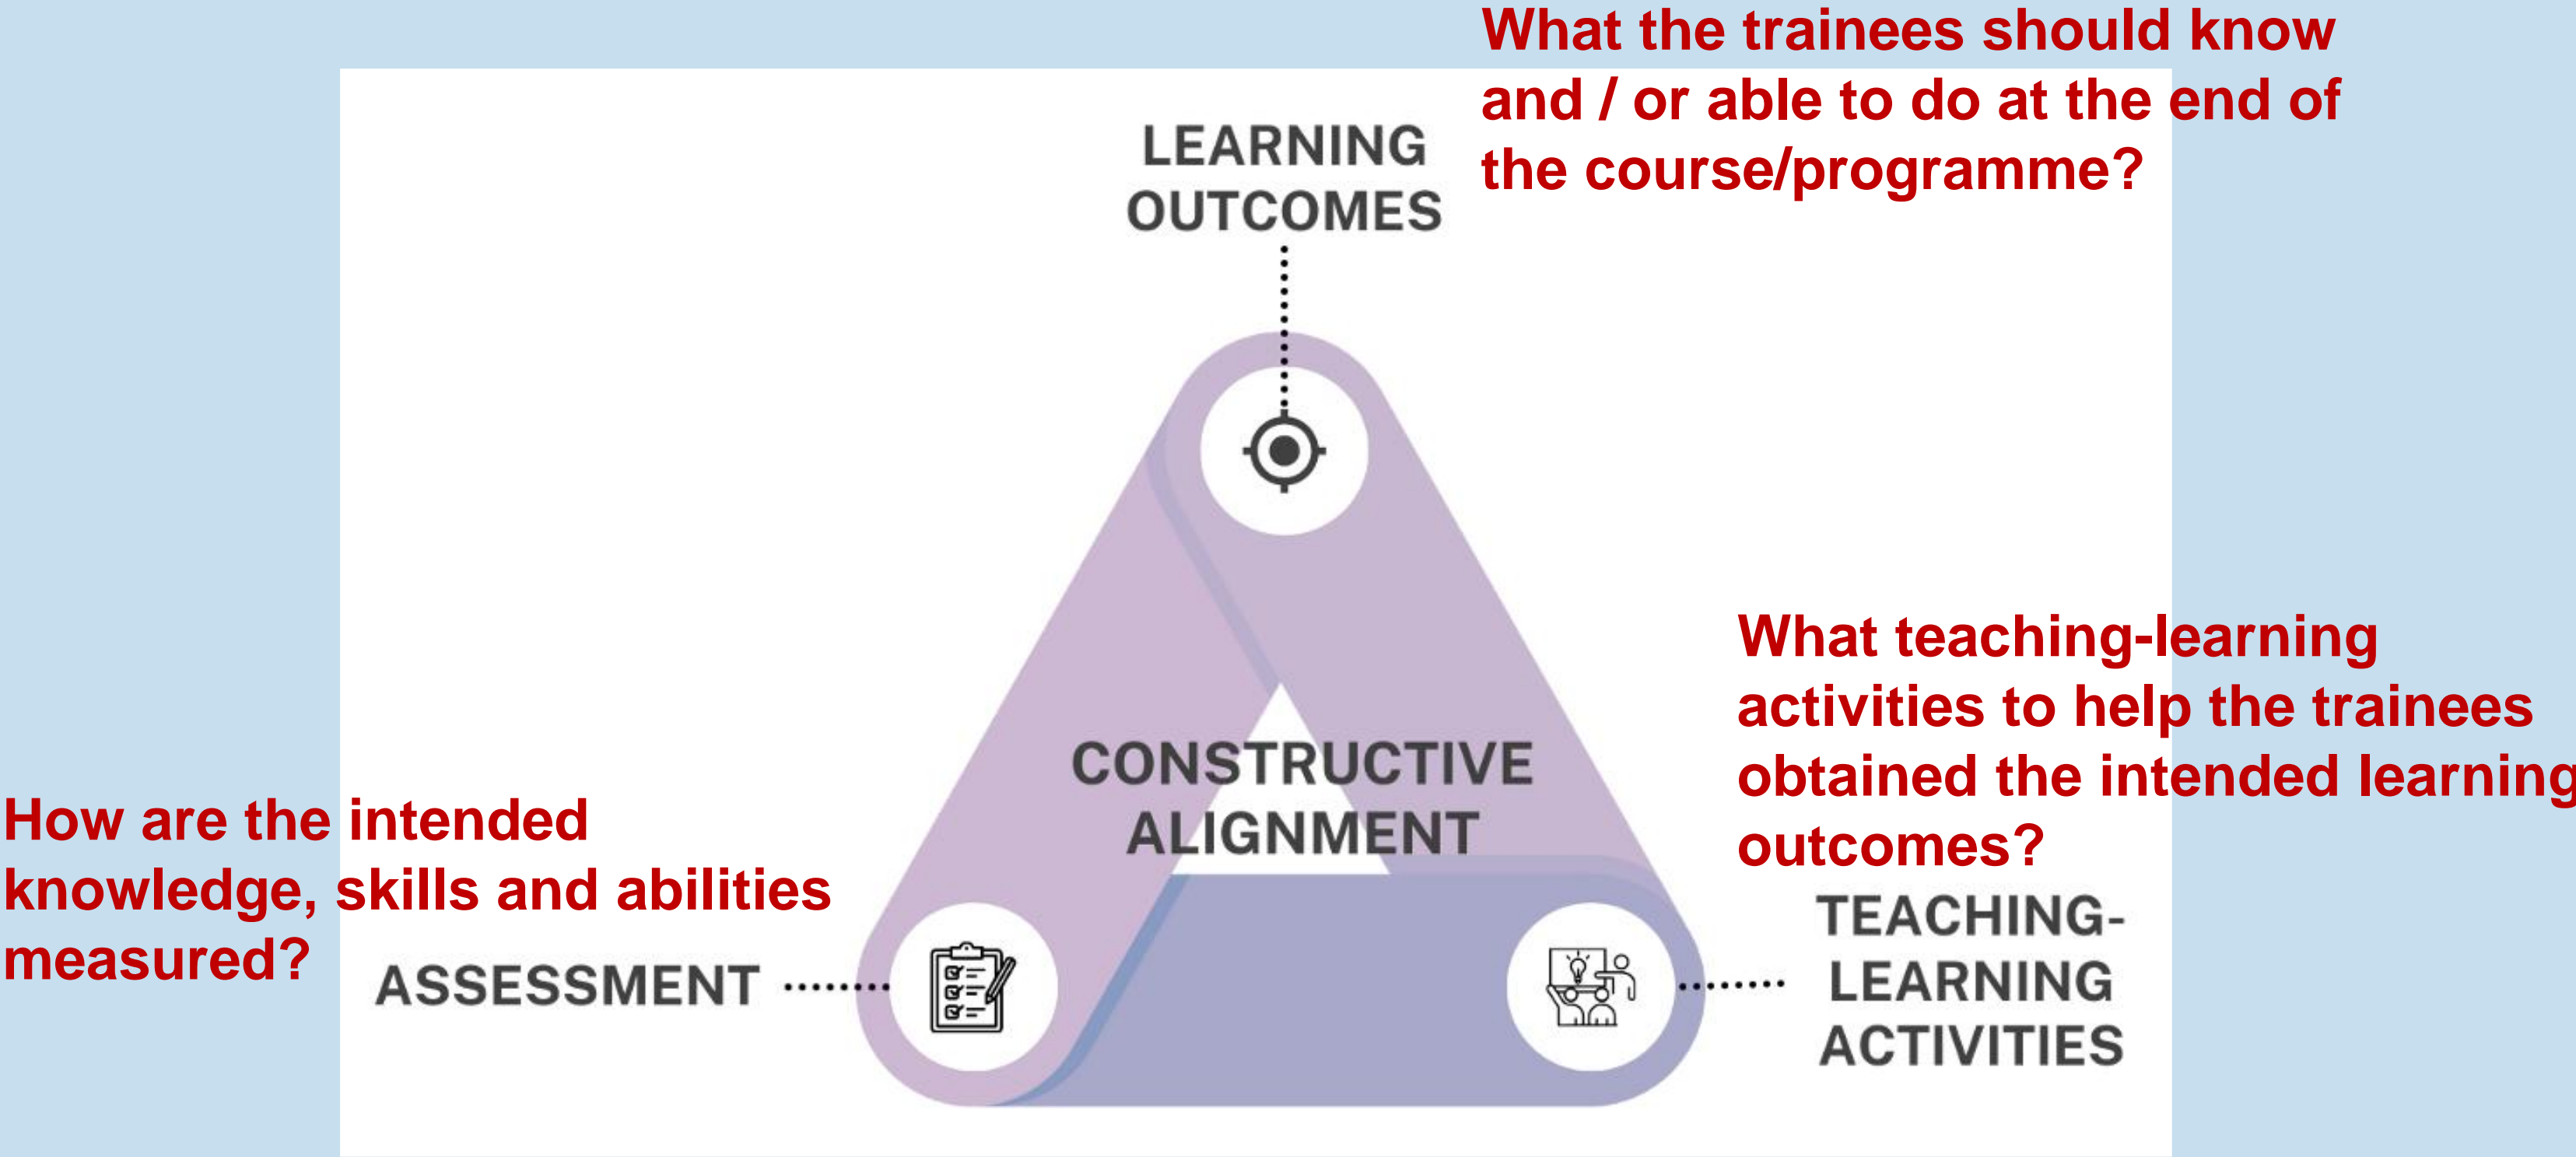 What the trainees should know
and / or able to do at the end of
the course/programme?
LEARNING
OUTCOMES
What teaching-learning
activities to help the trainees
obtained the intended learning
outcomes?
CONSTRUCTIVE
ALIGNMENT
How are the intended
knowledge, skills and abilities
measured?
ASSESSMENT
TEACHING-
LEARNING
ACTIVITIES